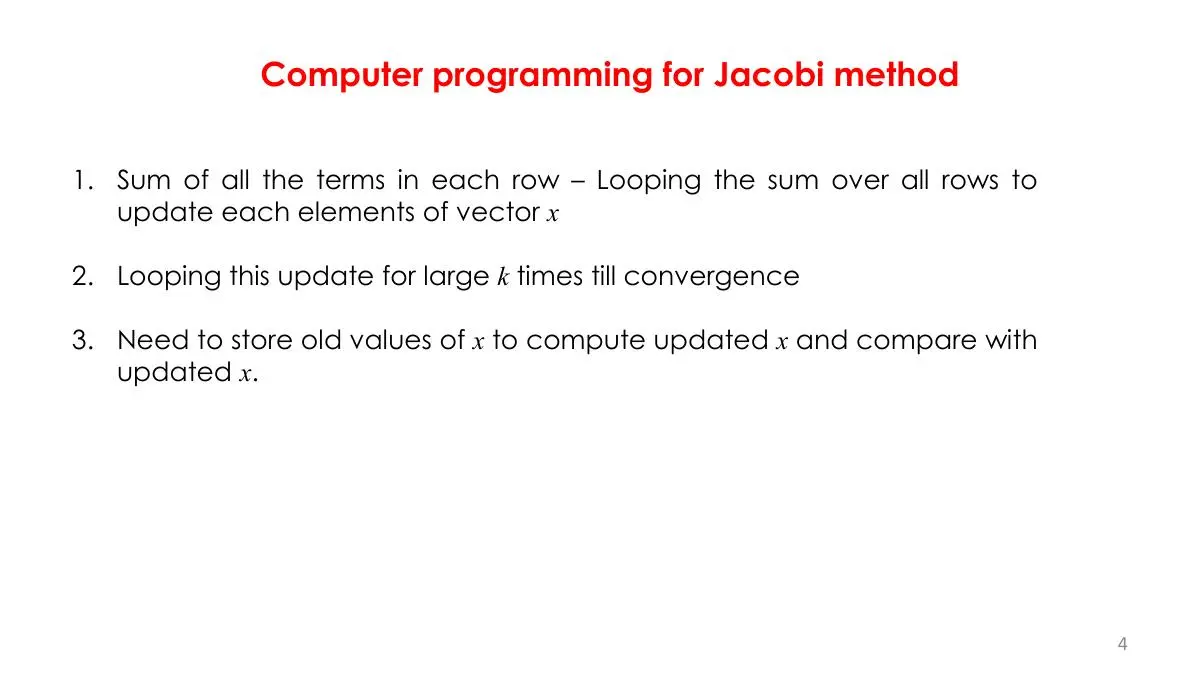 Computer programming for Jacobi method
1. Sum of all the terms in each row – Looping the sum over all rows to
update each elements of vector x
2. Looping this update for large k times till convergence
3. Need to store old values of x to compute updated x and compare with
updated x.
4